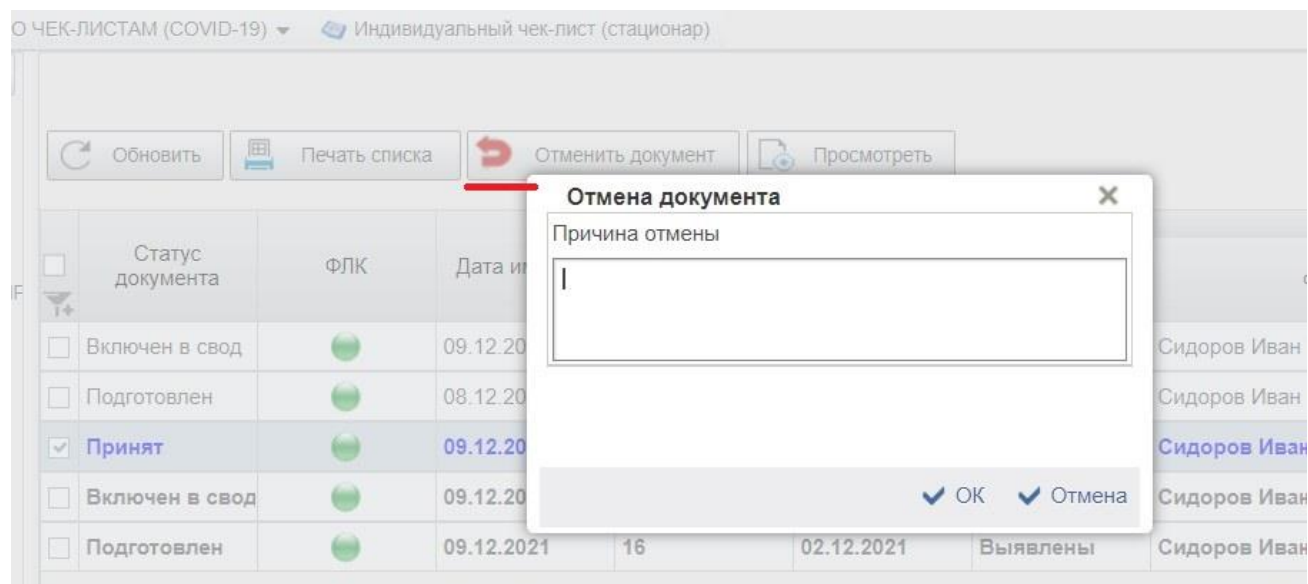 О ЧЕК-ЛИСТАМ (COVID-19) Индивидуальный чек-лист (стационар)
Обновить Печать списка Отменить документ Просмотреть
Отмена документа
Причина отмены
Статус документа ФЛК Дата
Включен в свод 09.12.20 Сидоров Иван
Подготовлен 08.12.20 Сидоров Иван
Принят 09.12.20 Сидоров Иван
Включен в свод 09.12.20 Сидоров Иван
ОК Отмена
Подготовлен 09.12.2021 16 02.12.2021 Выявлены Сидоров Иван